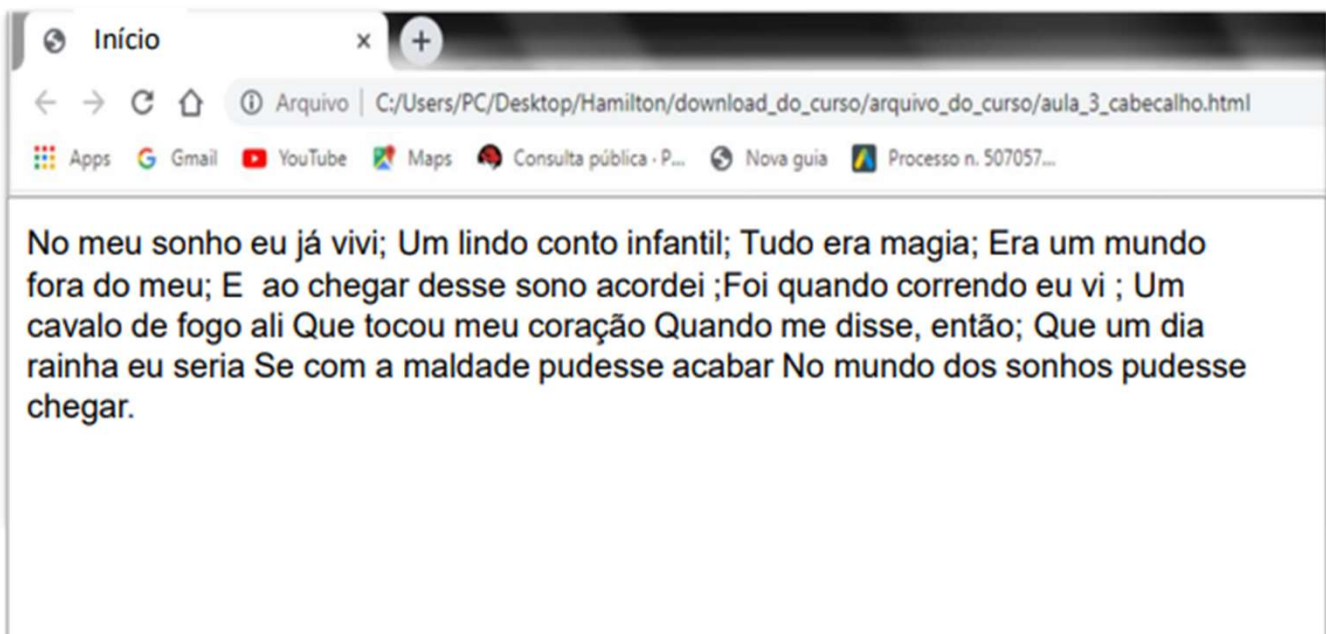 Início
Arquivo | C:/Users/PC/Desktop/Hamilton/download_do_curso/arquivo_do_curso/aula_3_cabecalho.html
Apps Gmail YouTube Maps Consulta pública - P... Nova guia Processo n. 507057...
No meu sonho eu já vivi; Um lindo conto infantil; Tudo era magia; Era um mundo
fora do meu; E  ao chegar desse sono acordei ;Foi quando correndo eu vi ; Um
cavalo de fogo ali Que tocou meu coração Quando me disse, então; Que um dia
rainha eu seria Se com a maldade pudesse acabar No mundo dos sonhos pudesse
chegar.